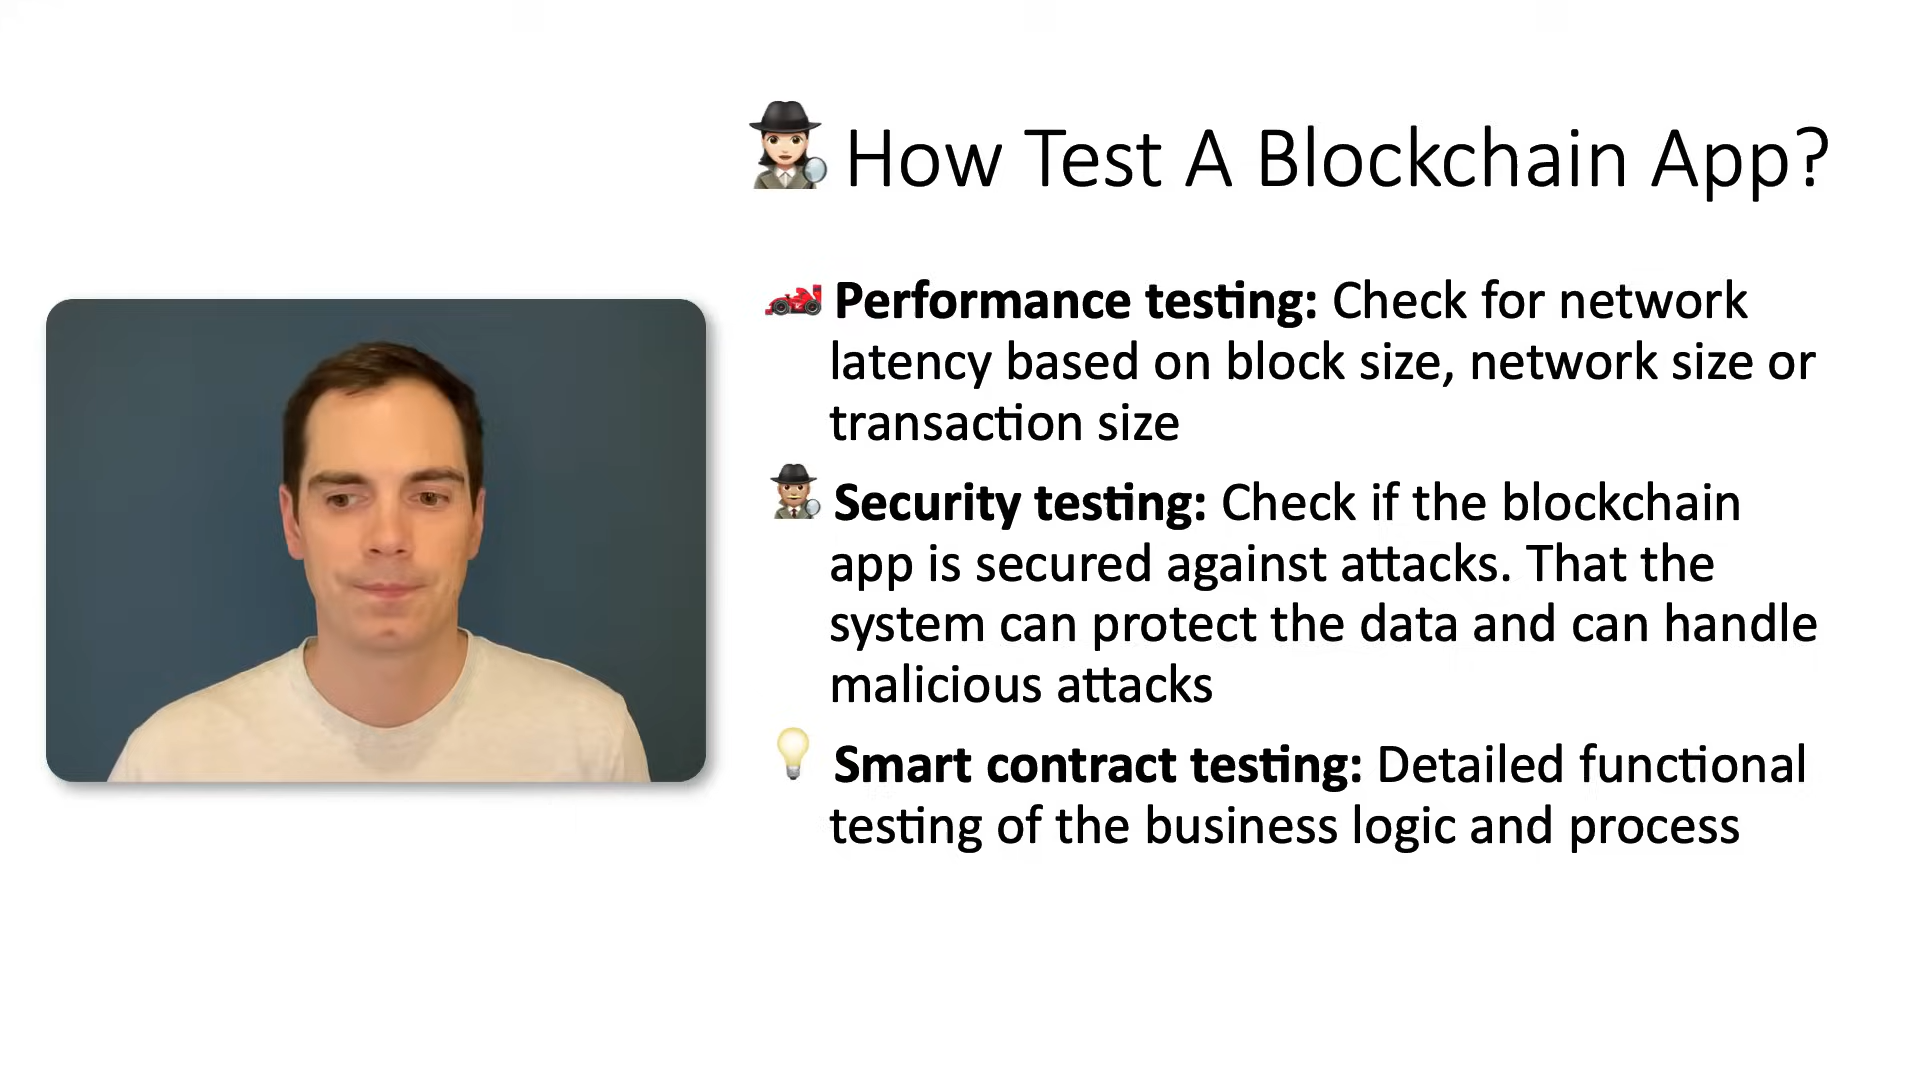 How Test A Blockchain App?
Performance testing: Check for network
latency based on block size, network size or
transaction size
Security testing: Check if the blockchain
app is secured against attacks. That the
system can protect the data and can handle
malicious attacks
Smart contract testing: Detailed functional
testing of the business logic and process